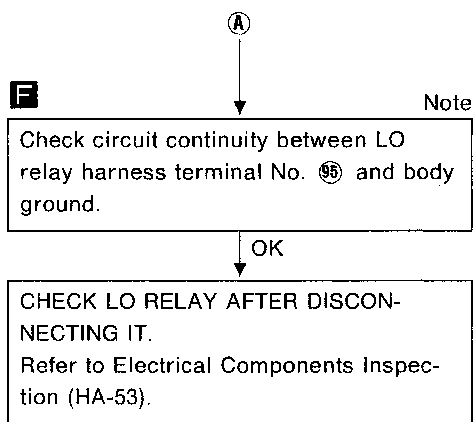 Ⓐ
F
Note
Check circuit continuity between LO
relay harness terminal No. 95 and body
ground.
OK
CHECK LO RELAY AFTER DISCON-
NECTING IT.
Refer to Electrical Components Inspec-
tion (HA-53).